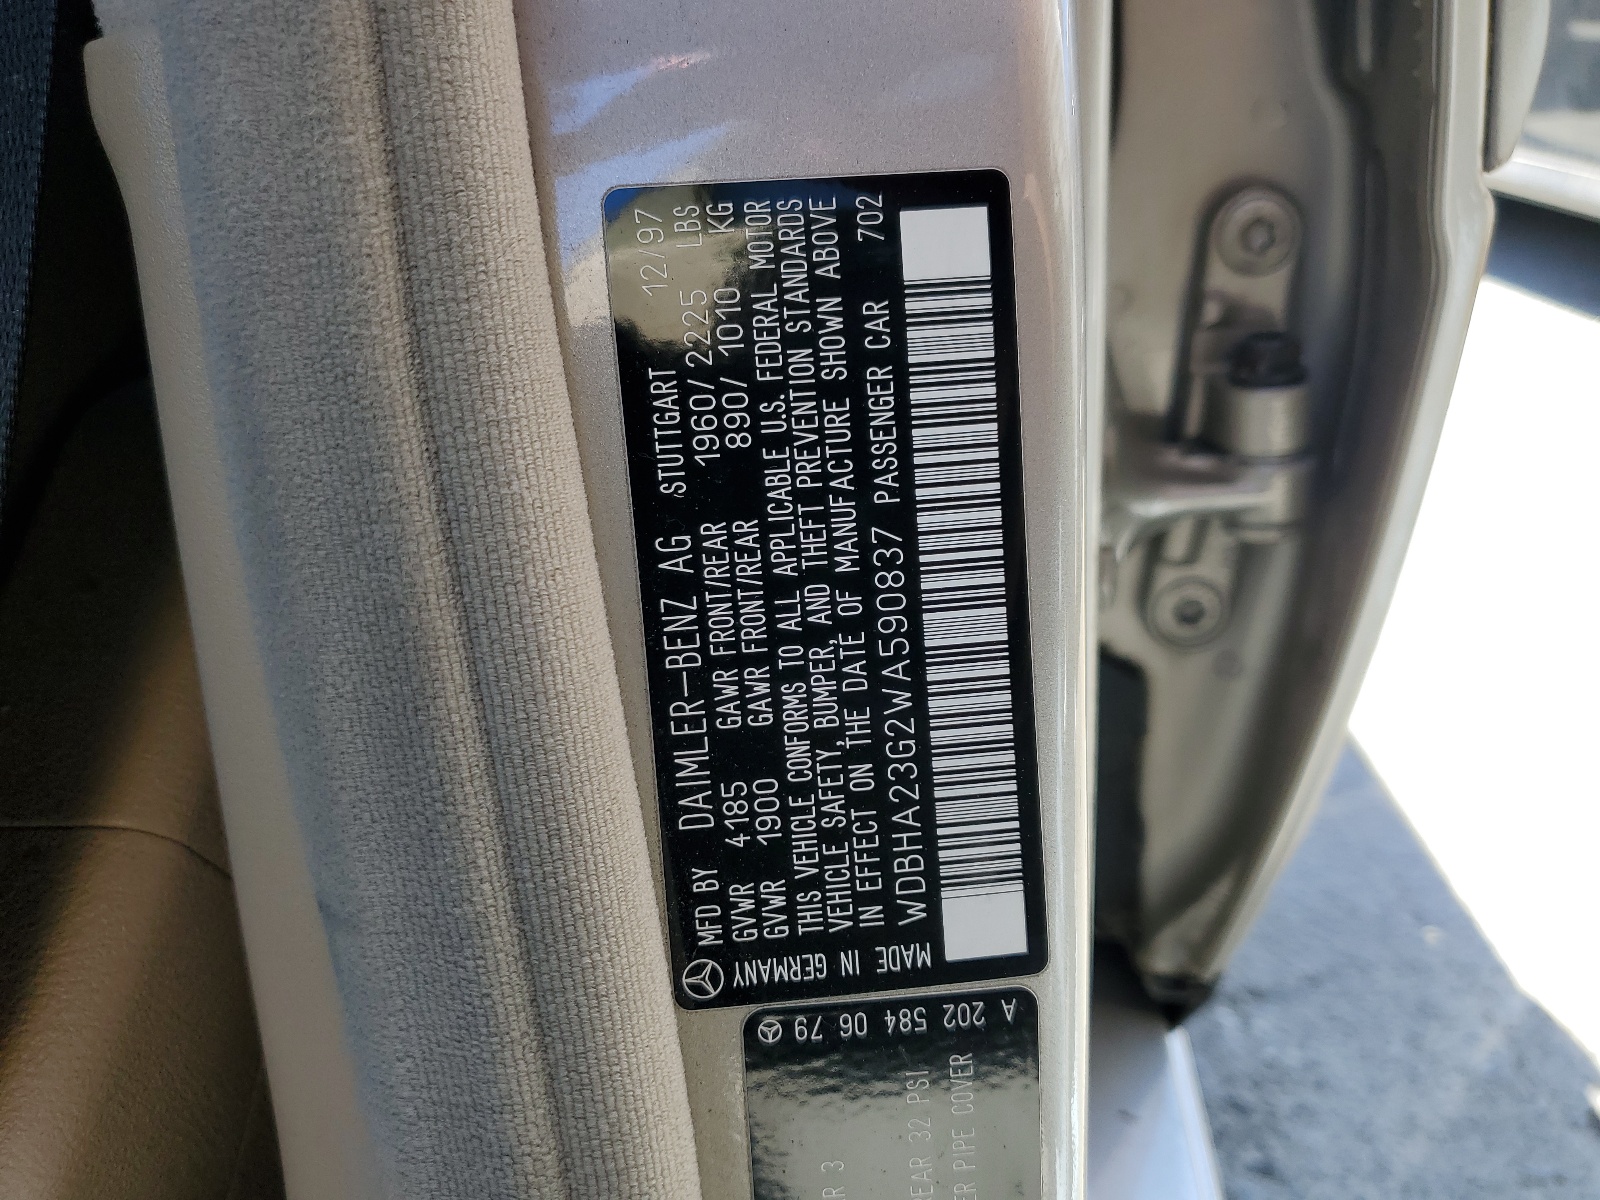 MFD BY DAIMLER-BENZ AG STUTTGART 12/97
GVWR 4185 GAWR FRONT/REAR 1960/2225 LBS
GVWR 1900 GAWR FRONT/REAR 890/1010 KG
THIS VEHICLE CONFORMS TO ALL APPLICABLE U.S. FEDERAL MOTOR
VEHICLE SAFETY, BUMPER, AND THEFT PREVENTION STANDARDS
IN EFFECT ON THE DATE OF MANUFACTURE SHOWN ABOVE
WDBHA23G2WA590837 PASSENGER CAR 702
MADE IN GERMANY
A 202 584 06 79
R 3
EAR 32 PSI
ER PIPE COVER